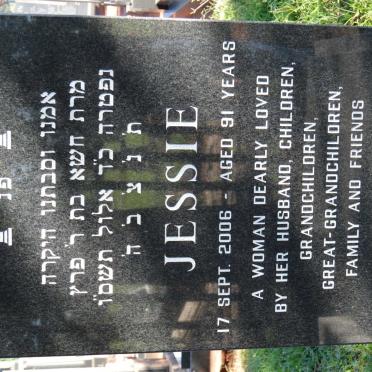 פ נ
אמנו וסבתנו היקרה
מרת חשא בת ר' פרץ
נפטרה כ"ד אלול תשס"ו
ת' נ' צ' ב' ה'
JESSIE
17 SEPT. 2006 - AGED 91 YEARS
A WOMAN DEARLY LOVED
BY HER HUSBAND, CHILDREN,
GRANDCHILDREN,
GREAT-GRANDCHILDREN,
FAMILY AND FRIENDS